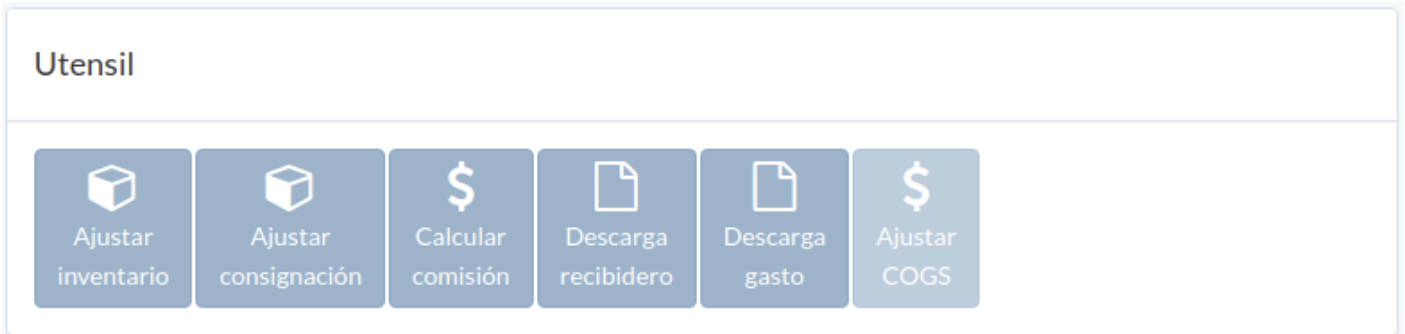 Utensil
Ajustar
inventario
Ajustar
consignación
Calcular
comisión
Descarga
recibidero
Descarga
gasto
Ajustar
COGS